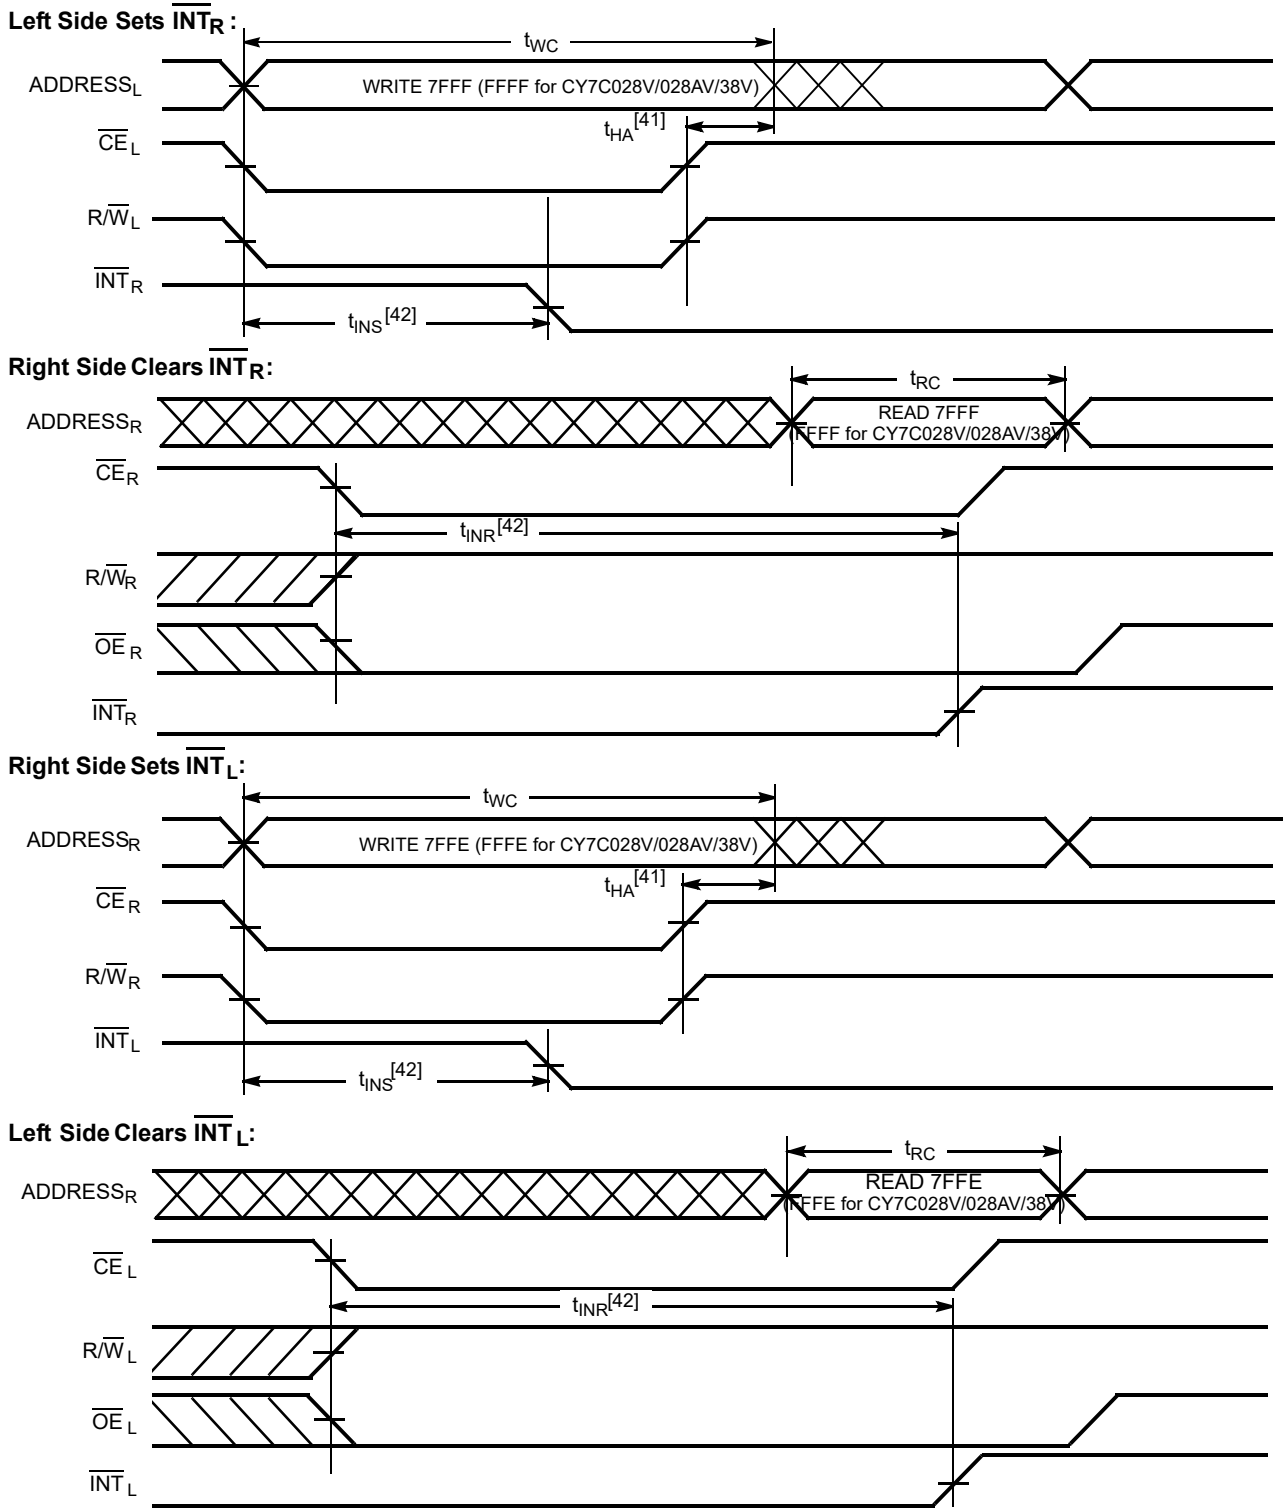 Left Side Sets INTR :
tWC
ADDRESSL
WRITE 7FFF (FFFF for CY7C028V/028AV/38V)
tHA[41]
CEL
R/WL
INTR
tINS[42]
Right Side Clears INTR:
tRC
ADDRESSR
READ 7FFF
(FFFF for CY7C028V/028AV/38V)
CER
tINR[42]
R/WR
OER
INTR
Right Side Sets INTL:
tWC
ADDRESSR
WRITE 7FFE (FFFE for CY7C028V/028AV/38V)
tHA[41]
CER
R/WR
INTL
tINS[42]
Left Side Clears INTL:
tRC
ADDRESSR
READ 7FFE
(FFFE for CY7C028V/028AV/38V)
CEL
tINR[42]
R/WL
OEL
INTL